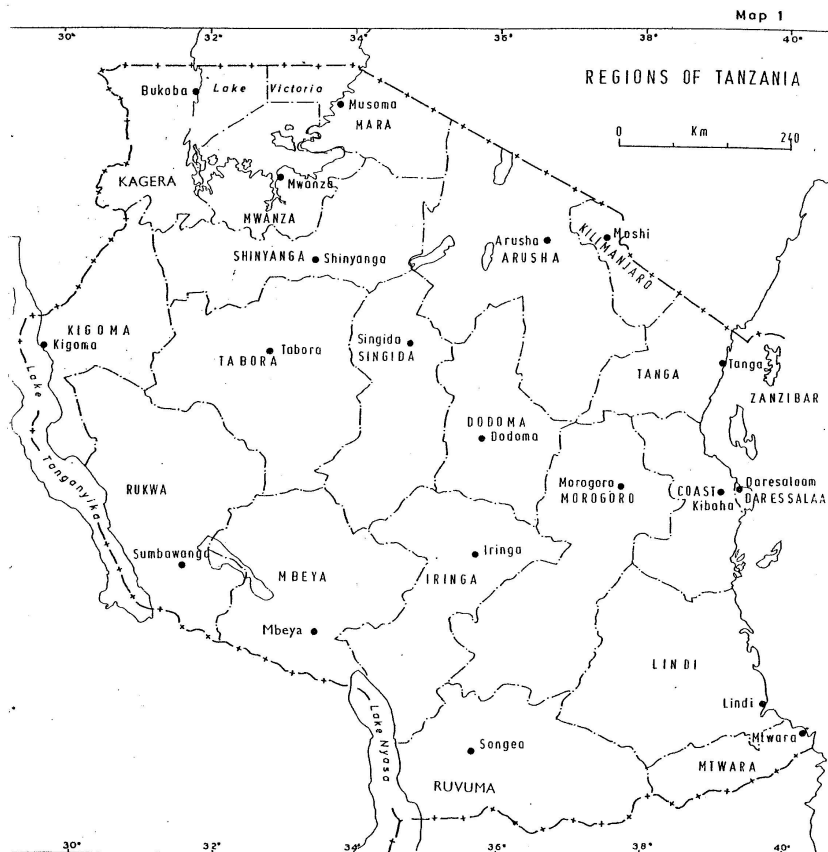 Map 1
30° 32° 34° 36° 38° 40°
REGIONS OF TANZANIA
0 Km 240
Bukoba Lake Victoria
Musoma
MARA
KAGERA
Mwanza
MWANZA
SHINYANGA Shinyanga
Arusha
ARUSHA
Moshi
KILIMANJARO
KIGOMA
Kigoma
Tabora
TABORA
Singida
SINGIDA
TANGA
Tanga
ZANZIBAR
DODOMA
Dodoma
Lake Tanganyika
RUKWA
Morogoro
MOROGORO
COAST
Kibaha
Daresalaam
DARESSALAA
Sumbawanga
MBEYA
Mbeya
Iringa
IRINGA
LINDI
Lindi
Lake Nyasa
Songea
RUVUMA
Mtwara
MTWARA
30° 32° 34° 36° 38° 40°